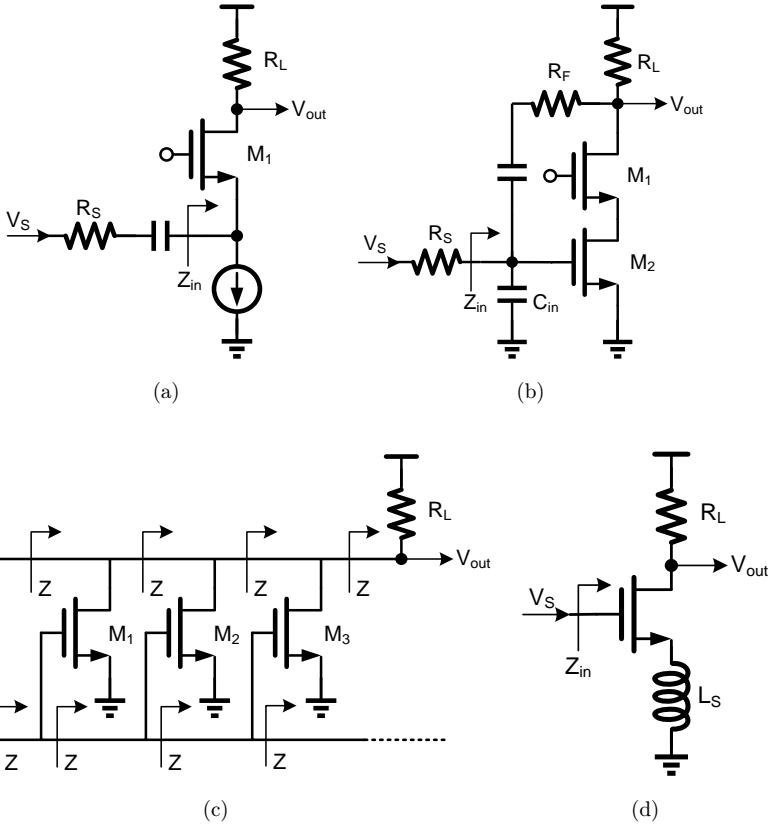 R_L
V_out
M_1
V_S
R_S
Z_in
(a)
R_F
R_L
V_out
M_1
V_S
R_S
M_2
Z_in
C_in
(b)
R_L
V_out
Z
Z
Z
Z
M_1
M_2
M_3
Z
Z
Z
Z
(c)
R_L
V_out
V_S
Z_in
L_S
(d)